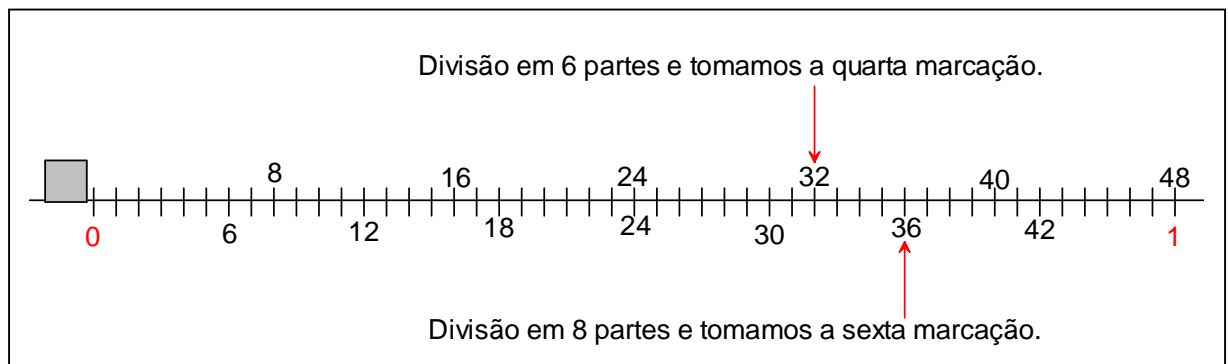 Divisão em 6 partes e tomamos a quarta marcação.
8 16 24 32 40 48
0 6 12 18 24 30 36 42 1
Divisão em 8 partes e tomamos a sexta marcação.